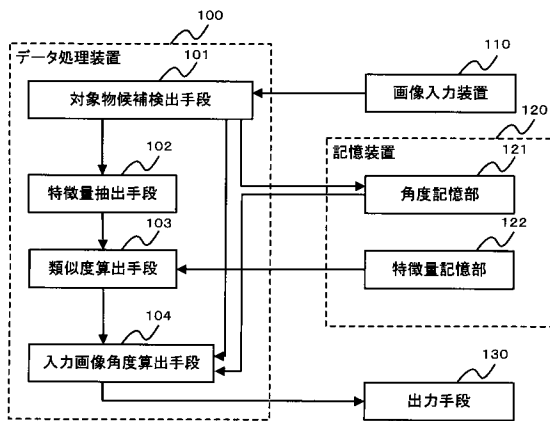 100
データ処理装置
101
対象物候補検出手段
110
画像入力装置
120
記憶装置
102
特徴量抽出手段
121
角度記憶部
103
類似度算出手段
122
特徴量記憶部
104
入力画像角度算出手段
130
出力手段